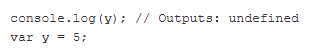 console.log(y); // Outputs: undefined
var y = 5;